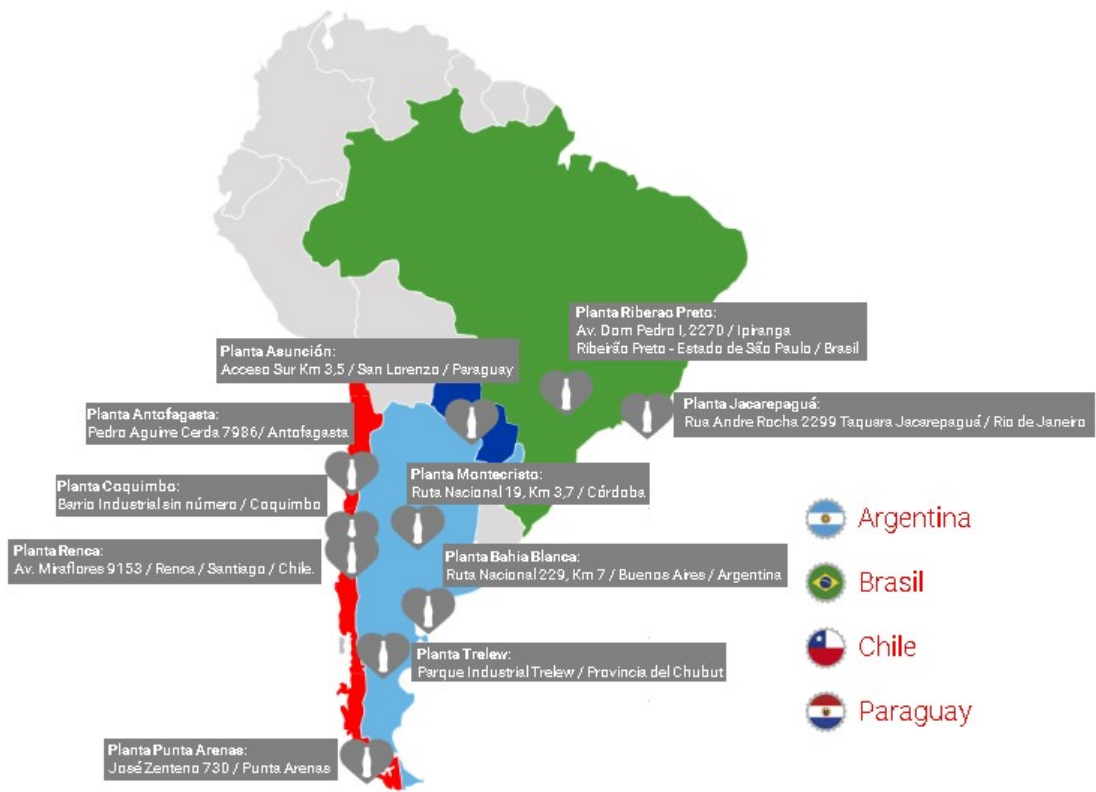 Planta Riberao Preto:
Av. Dom Pedro I, 2270 / Ipiranga
Ribeirão Preto - Estado de São Paulo / Brasil
Planta Asunción:
Acceso Sur Km 3,5 / San Lorenzo / Paraguay
Planta Jacarepaguá:
Rua Andre Rocha 2299 Taquara Jacarepaguá / Rio de Janeiro
Planta Antofagasta:
Pedro Aguirre Cerda 7986/ Antofagasta
Planta Montecristo:
Ruta Nacional 19, Km 3,7 / Córdoba
Planta Coquimbo:
Barrio Industrial sin número / Coquimbo
Planta Renca:
Av. Miraflores 9153 / Renca / Santiago / Chile.
Planta Bahia Blanca:
Ruta Nacional 229, Km 7 / Buenos Aires / Argentina
Planta Trelew:
Parque Industrial Trelew / Provincia del Chubut
Planta Punta Arenas:
José Zenteno 730 / Punta Arenas
Argentina
Brasil
Chile
Paraguay